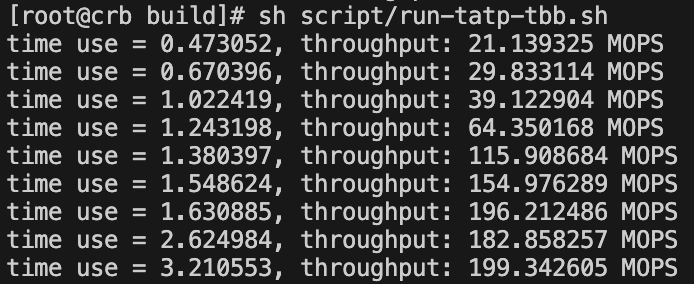 [root@crb build]# sh script/run-tatp-tbb.sh
time use = 0.473052, throughput: 21.139325 MOPS
time use = 0.670396, throughput: 29.833114 MOPS
time use = 1.022419, throughput: 39.122904 MOPS
time use = 1.243198, throughput: 64.350168 MOPS
time use = 1.380397, throughput: 115.908684 MOPS
time use = 1.548624, throughput: 154.976289 MOPS
time use = 1.630885, throughput: 196.212486 MOPS
time use = 2.624984, throughput: 182.858257 MOPS
time use = 3.210553, throughput: 199.342605 MOPS